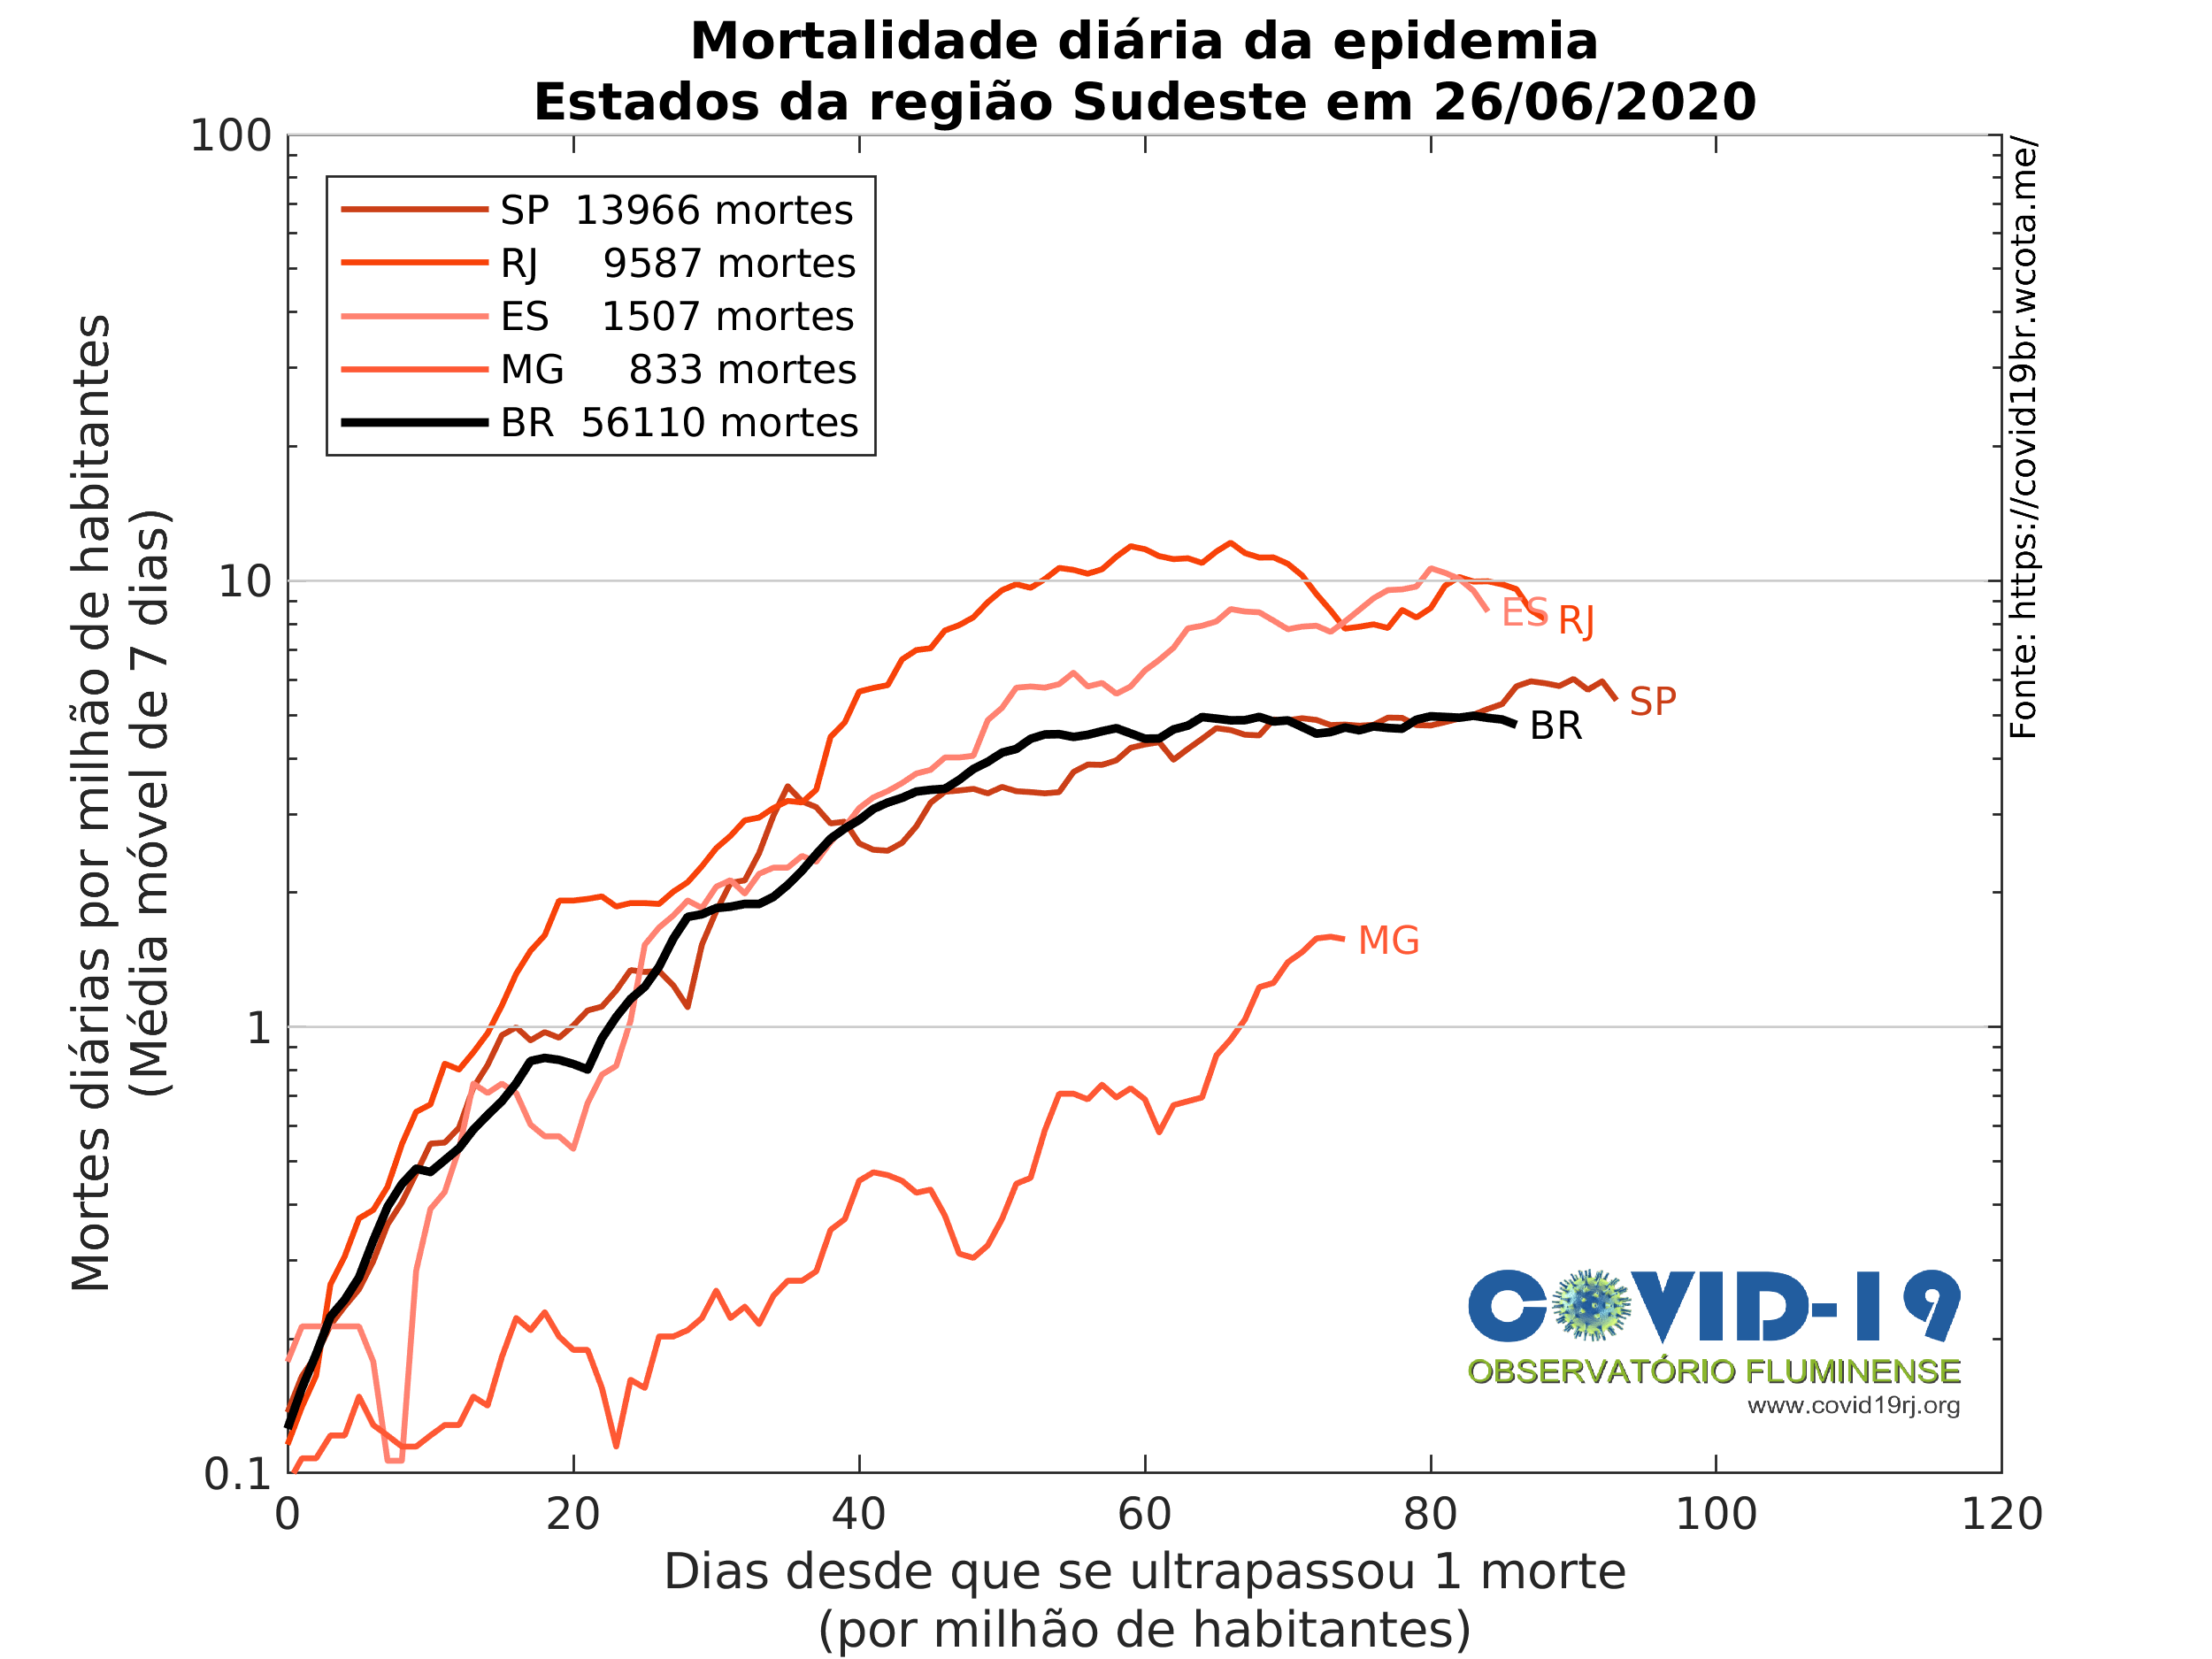 Mortalidade diária da epidemia
Estados da região Sudeste em 26/06/2020
Mortes diárias por milhão de habitantes
(Média móvel de 7 dias)
100
10
1
0.1
SP 13966 mortes
RJ 9587 mortes
ES 1507 mortes
MG 833 mortes
BR 56110 mortes
ES
RJ
SP
BR
MG
Fonte: https://covid19br.wcota.me/
COVID-19
OBSERVATÓRIO FLUMINENSE
www.covid19rj.org
0 20 40 60 80 100 120
Dias desde que se ultrapassou 1 morte
(por milhão de habitantes)